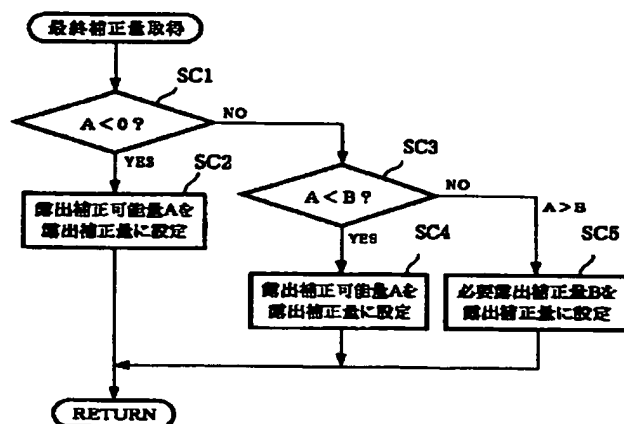 最終補正量取得
SC1
A<0?
NO
YES
SC2
SC3
露出補正可能量Aを
露出補正量に設定
A<B?
NO
YES
A>B
SC4
SC5
露出補正可能量Aを
露出補正量に設定
必要露出補正量Bを
露出補正量に設定
RETURN